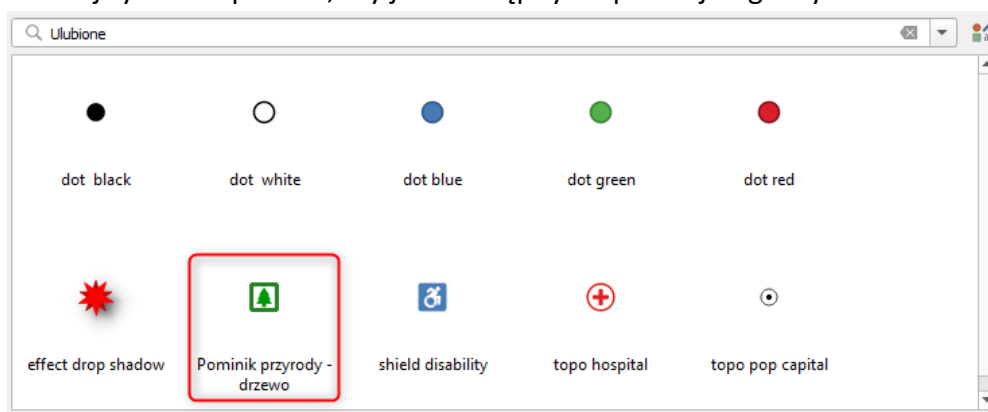 Ulubione
dot black
dot white
dot blue
dot green
dot red
effect drop shadow
Pominik przyrody -
drzewo
shield disability
topo hospital
topo pop capital